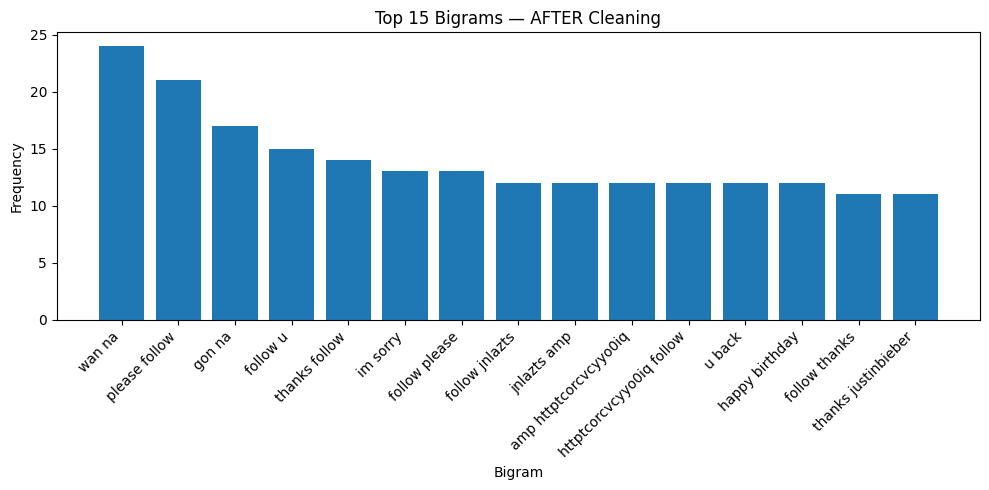 Top 15 Bigrams — AFTER Cleaning
Frequency
25
20
15
10
5
0
wan na
please follow
gon na
follow u
thanks follow
im sorry
follow please
follow jnlazts
jnlazts amp
amp httptcorcvcyyo0iq
httptcorcvcyyo0iq follow
u back
happy birthday
follow thanks
thanks justinbieber
Bigram